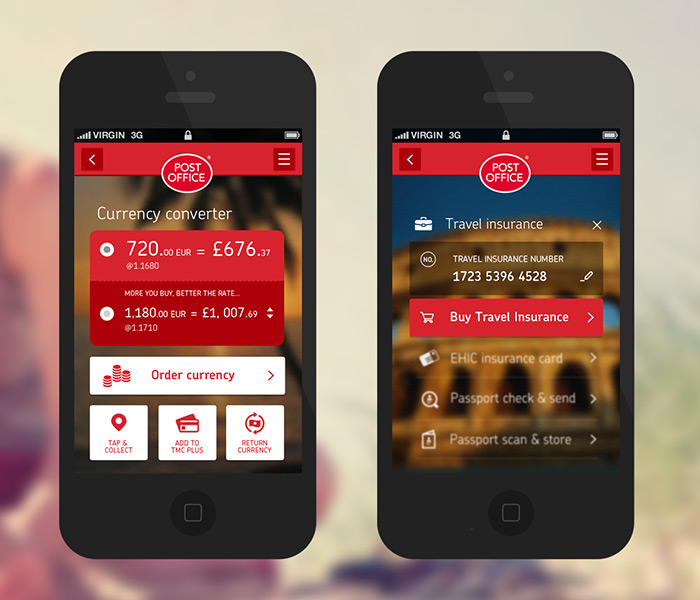 VIRGIN 3G
POST OFFICE®
Currency converter
720.00 EUR = £676.37
@1.1680
MORE YOU BUY, BETTER THE RATE...
1,180.00 EUR = £1, 007.69
@1.1710
Order currency
TAP &
COLLECT
ADD TO
TMC PLUS
RETURN
CURRENCY
VIRGIN 3G
POST OFFICE®
Travel insurance
NO.
TRAVEL INSURANCE NUMBER
1723 5396 4528
Buy Travel Insurance
EHIC insurance card
Passport check & send
Passport scan & store